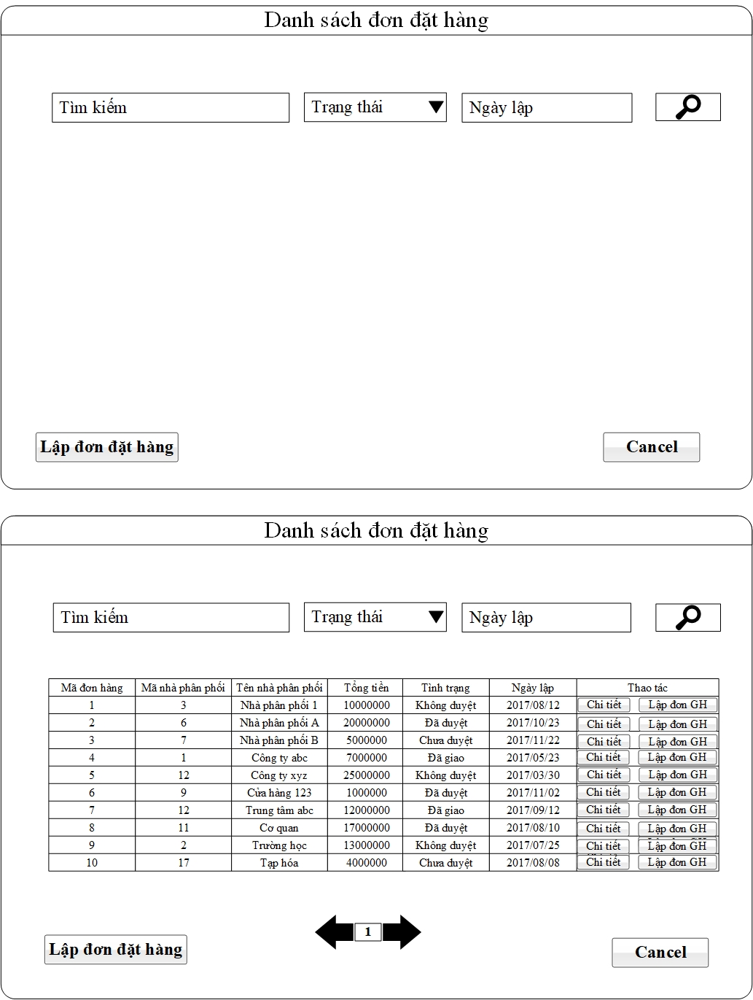 Danh sách đơn đặt hàng
Tìm kiếm Trạng thái Ngày lập
Lập đơn đặt hàng Cancel
Danh sách đơn đặt hàng
Tìm kiếm Trạng thái Ngày lập
Mã đơn hàng Mã nhà phân phối Tên nhà phân phối Tổng tiền Tình trạng Ngày lập Thao tác
1 3 Nhà phân phối 1 10000000 Không duyệt 2017/08/12 Chi tiết Lập đơn GH
2 6 Nhà phân phối A 20000000 Đã duyệt 2017/10/23 Chi tiết Lập đơn GH
3 7 Nhà phân phối B 5000000 Chưa duyệt 2017/11/22 Chi tiết Lập đơn GH
4 1 Công ty abc 7000000 Đã giao 2017/05/23 Chi tiết Lập đơn GH
5 12 Công ty xyz 25000000 Không duyệt 2017/03/30 Chi tiết Lập đơn GH
6 9 Cửa hàng 123 1000000 Đã duyệt 2017/11/02 Chi tiết Lập đơn GH
7 12 Trung tâm abc 12000000 Đã giao 2017/09/12 Chi tiết Lập đơn GH
8 11 Cơ quan 17000000 Đã duyệt 2017/08/10 Chi tiết Lập đơn GH
9 2 Trường học 13000000 Không duyệt 2017/07/25 Chi tiết Lập đơn GH
10 17 Tạp hóa 4000000 Chưa duyệt 2017/08/08 Chi tiết Lập đơn GH
1
Lập đơn đặt hàng Cancel